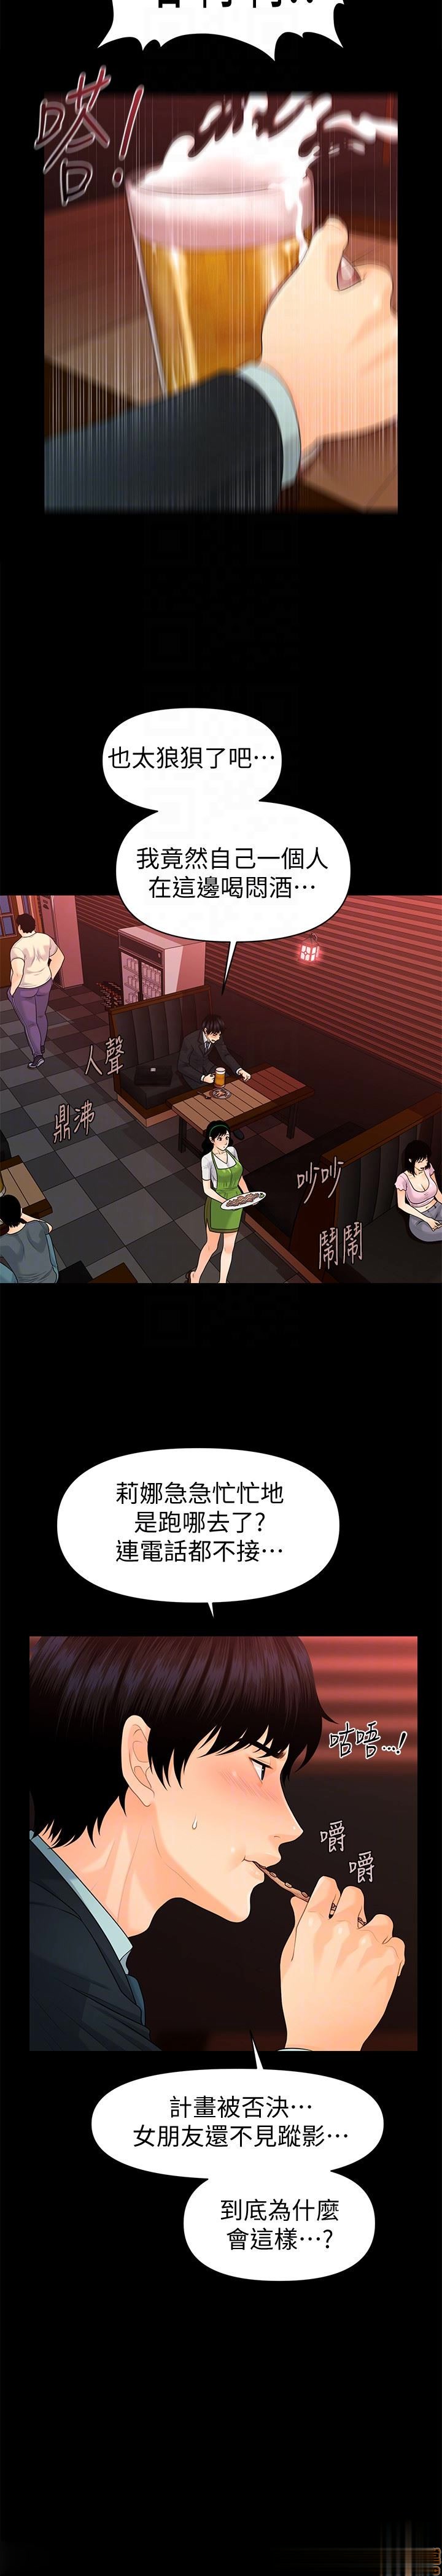 嗒!
也太狼狽了吧⋯
我竟然自己一個人
在這邊喝悶酒⋯
人聲
鼎沸
吵吵
鬧鬧
莉娜急急忙忙地
是跑哪去了?
連電話都不接⋯
咕唔...!
嚼
嚼
計畫被否決⋯
女朋友還不見蹤影⋯
到底為什麼
會這樣⋯?